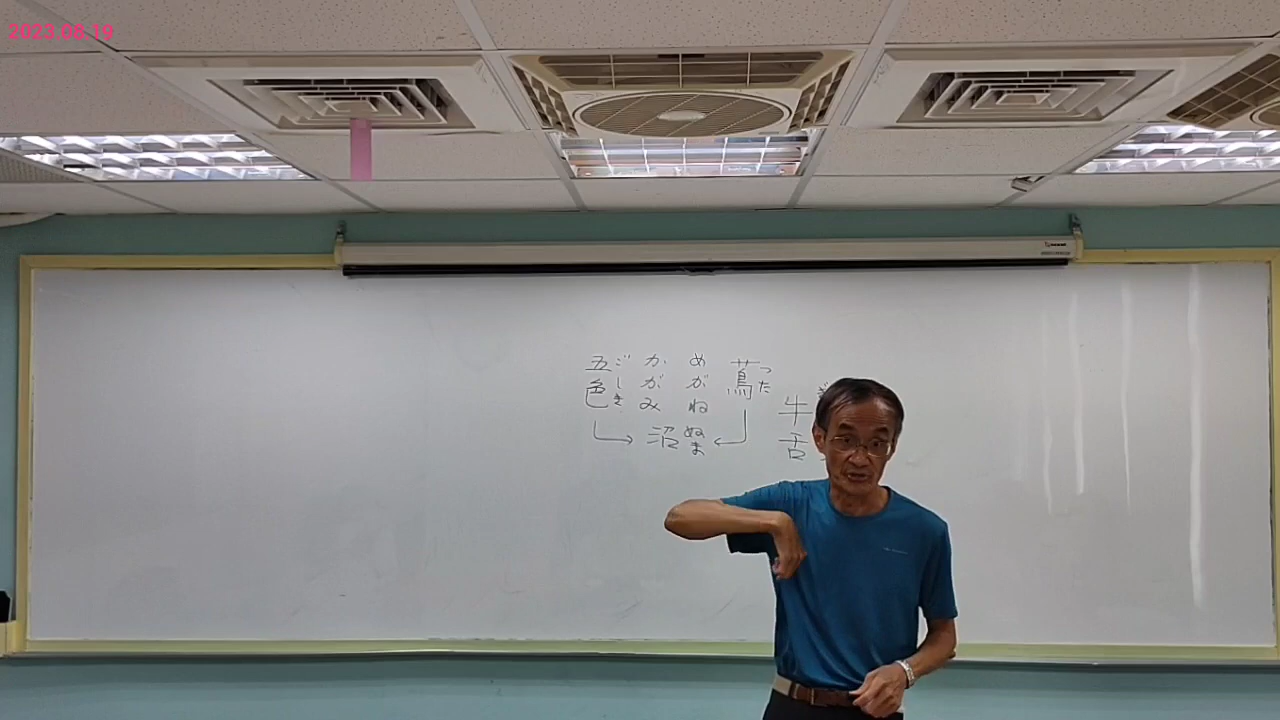 2023.08.19
牛舌
蔦
つた
めがね
かがみ
五色
ごしき
沼
ぬま